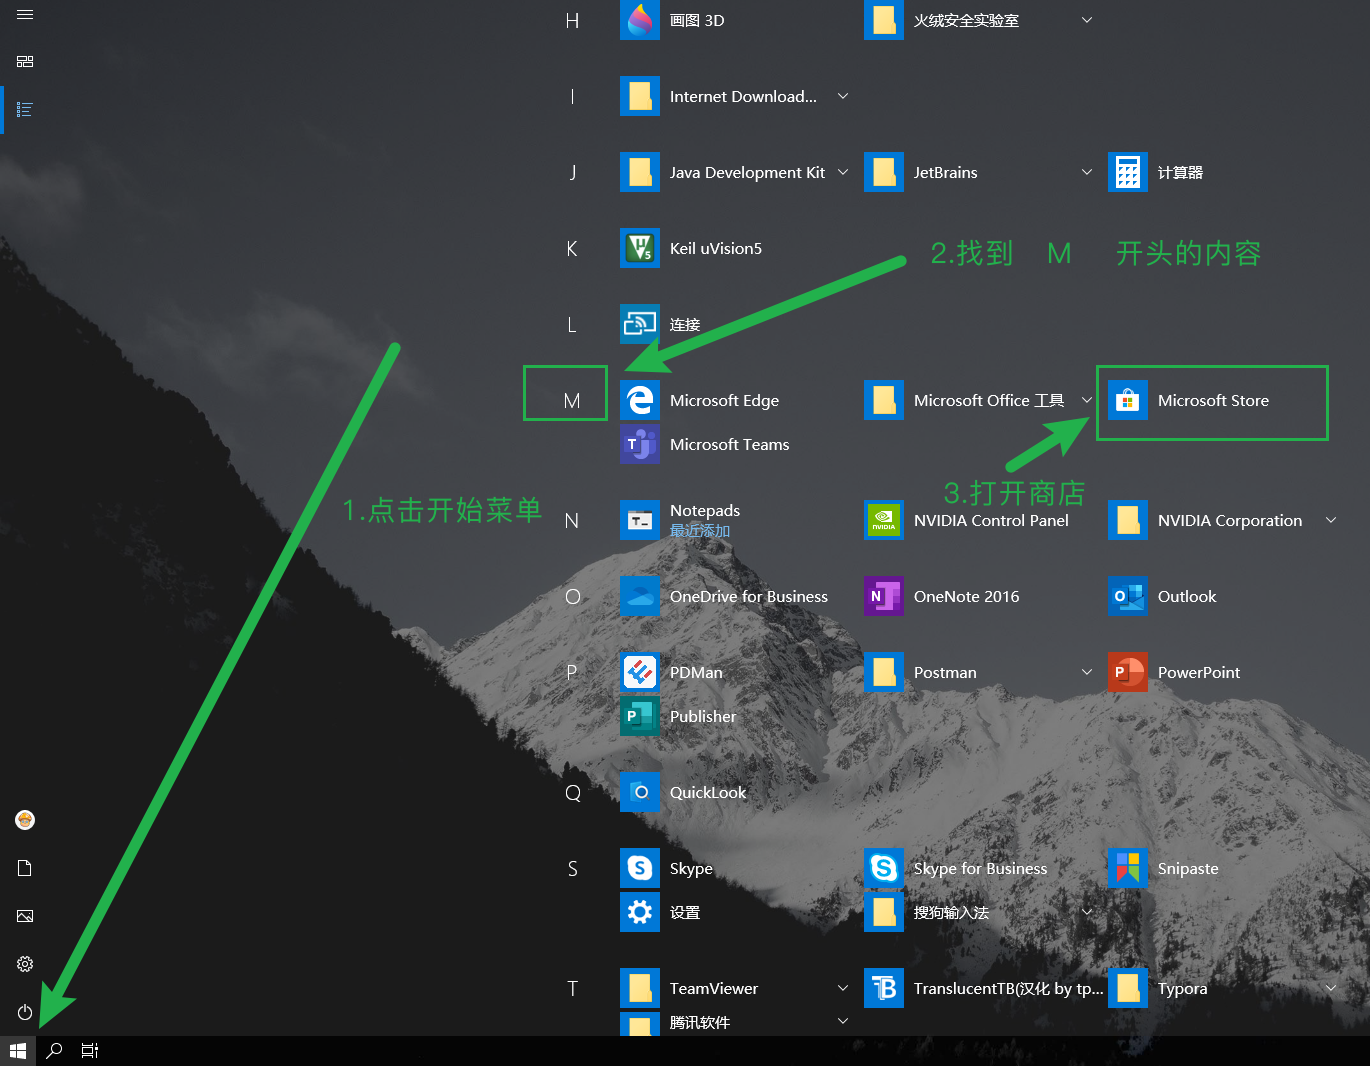 H 画图 3D 火绒安全实验室
I Internet Download...
J Java Development Kit JetBrains 计算器
K Keil uVision5
2.找到 M 开头的内容
L 连接
M Microsoft Edge Microsoft Office 工具 Microsoft Store
Microsoft Teams
3.打开商店
1.点击开始菜单
N Notepads NVIDIA Control Panel NVIDIA Corporation
最近添加
O OneDrive for Business OneNote 2016 Outlook
P PDMan Postman PowerPoint
Publisher
Q QuickLook
S Skype Skype for Business Snipaste
设置 搜狗输入法
T TeamViewer TranslucentTB(汉化 by tp... Typora
腾讯软件